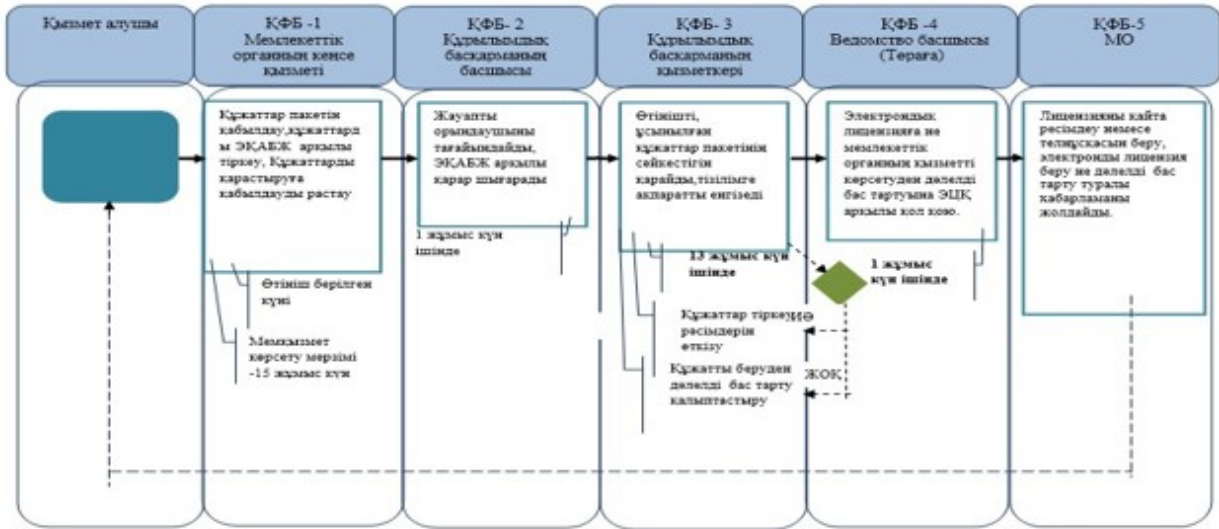 Қызмет алушы
ҚФБ -1
Мемлекеттік
органның кеңсе
қызметі
ҚФБ- 2
Құрылымдық
басқарманың
басшысы
ҚФБ- 3
Құрылымдық
басқарманың
қызметкері
ҚФБ -4
Ведомство басшысы
(Төраға)
ҚФБ-5
МО
Құжаттар пакетін
қабылдау,құжаттард
ы ЭҚАБЖ арқылы
тіркеу, Құжаттарды
қарастыруға
қабылдауды растау
Жауапты
орындаушыны
тағайындайды,
ЭҚАБЖ арқылы
қарар шығарады
Өтінішті,
ұсынылған
құжаттар пакетінің
сәйкестігін
қарайды,тізілімге
ақпаратты енгізеді
Электрондық
лицензияға не
мемлекеттік
органның қызметті
көрсетуден дәлелді
бас тартуына ЭЦҚ
арқылы қол қою.
Лицензияны қайта
ресімдеу немесе
телнұсқасын беру,
электронды лицензия
беру не дәлелді бас
тарту туралы
хабарламаны
жолдайды.
1 жұмыс күн
ішінде
13 жұмыс күн
ішінде
1 жұмыс
күн ішінде
Өтініш берілген
күні
Мемқызмет
көрсету мерзімі
-15 жұмыс күн
Құжаттар тіркеу
рәсімдерін
өткізу
Құжатты беруден
дәлелді бас тарту
қалыптастыру
ЖОҚ